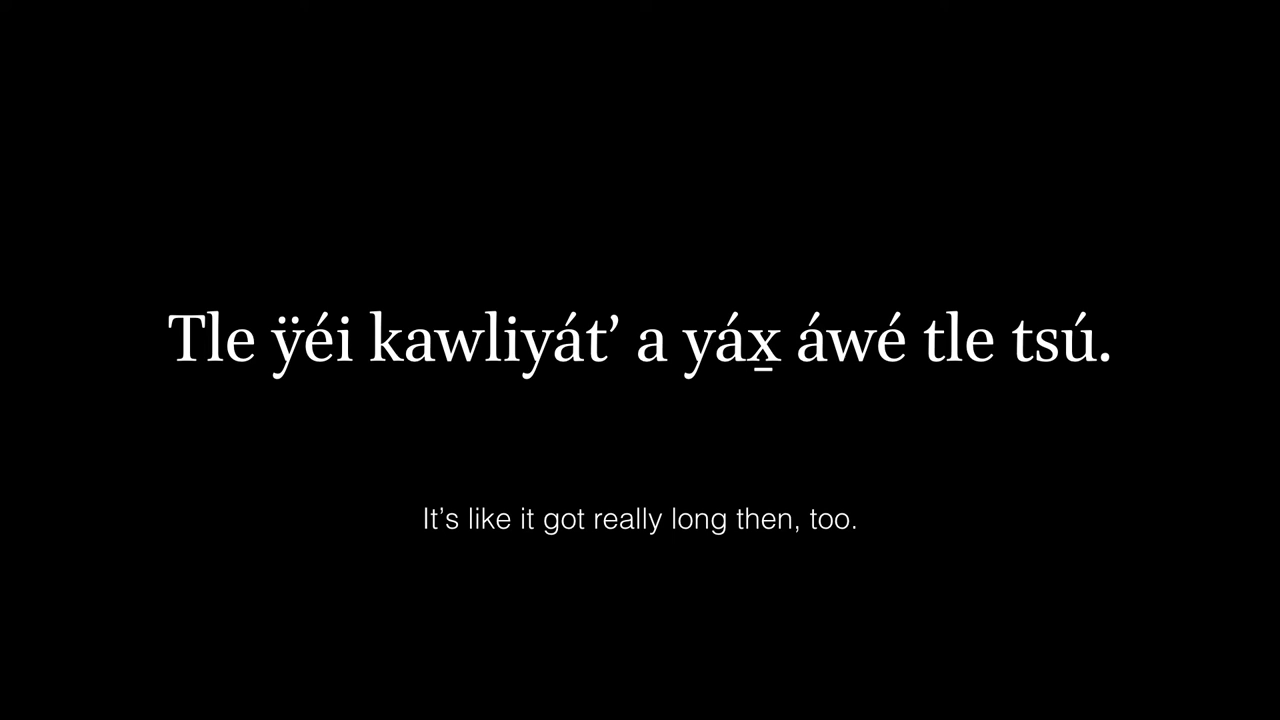 Tle ÿéi kawliyát’ a yáx̱ áwé tle tsú.
It’s like it got really long then, too.